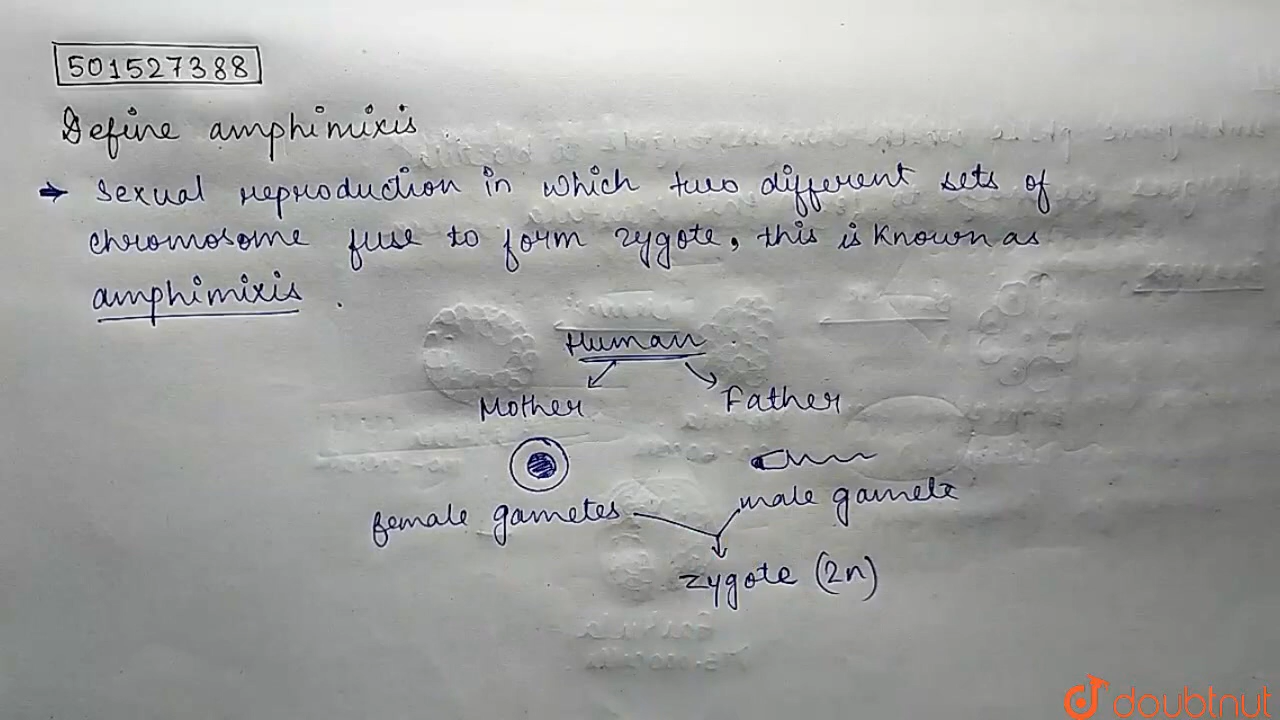 501527388
Define amphimixis.
→ Sexual reproduction in which two different sets of
chromosome fuse to form zygote, this is known as
amphimixis.
Human
Mother Father
female gametes male gamete
zygote (2n)
doubtnut